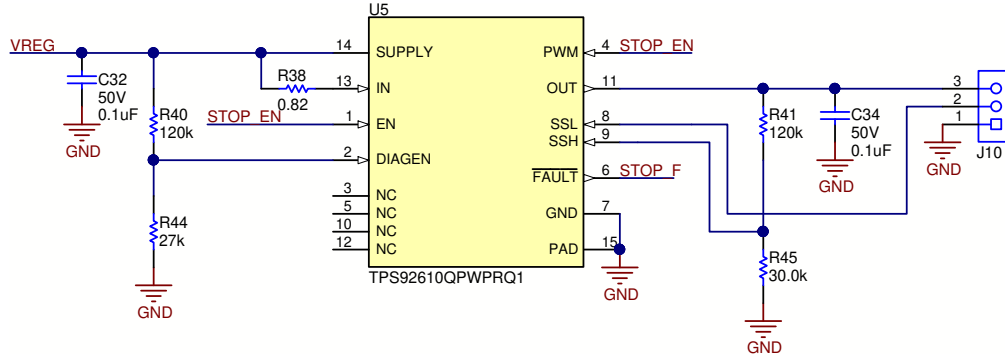 U5
VREG
14
SUPPLY
PWM
4
STOP_EN
C32
50V
0.1uF
GND
R38
0.82
13
IN
OUT
11
3
R40
120k
STOP_EN
1
EN
SSL
8
R41
120k
C34
50V
0.1uF
GND
2
SSH
9
1
GND
J10
2
DIAGEN
FAULT
6
STOP_F
3
NC
5
NC
GND
7
10
NC
12
NC
PAD
15
R44
27k
GND
TPS92610QPWPRQ1
GND
R45
30.0k
GND